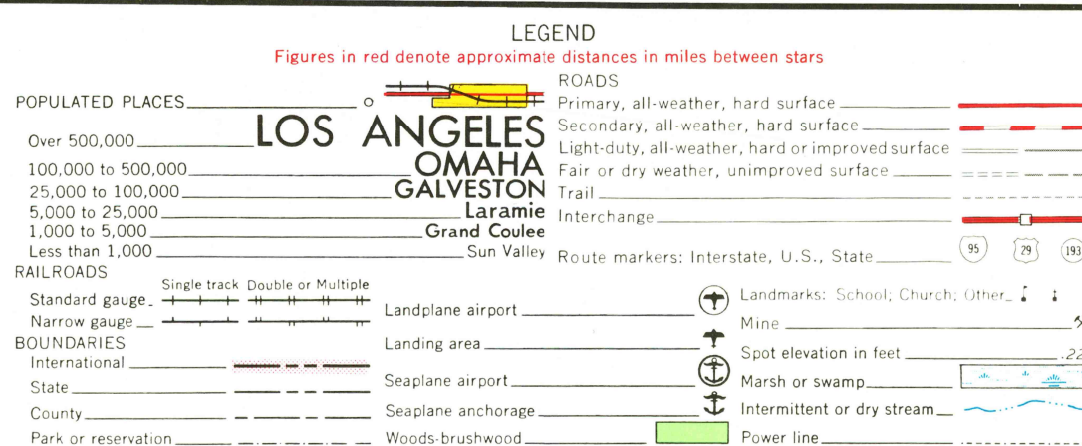 LEGEND
Figures in red denote approximate distances in miles between stars
POPULATED PLACES
Over 500,000 LOS ANGELES
100,000 to 500,000 OMAHA
25,000 to 100,000 GALVESTON
5,000 to 25,000 Laramie
1,000 to 5,000 Grand Coulee
Less than 1,000 Sun Valley
ROADS
Primary, all-weather, hard surface
Secondary, all-weather, hard surface
Light-duty, all-weather, hard or improved surface
Fair or dry weather, unimproved surface
Trail
Interchange
Route markers: Interstate, U.S., State 95 29 193
RAILROADS
Single track Double or Multiple
Standard gauge
Narrow gauge
BOUNDARIES
International
State
County
Park or reservation
Landplane airport
Landing area
Seaplane airport
Seaplane anchorage
Woods-brushwood
Landmarks: School; Church; Other
Mine
Spot elevation in feet
Marsh or swamp
Intermittent or dry stream
Power line